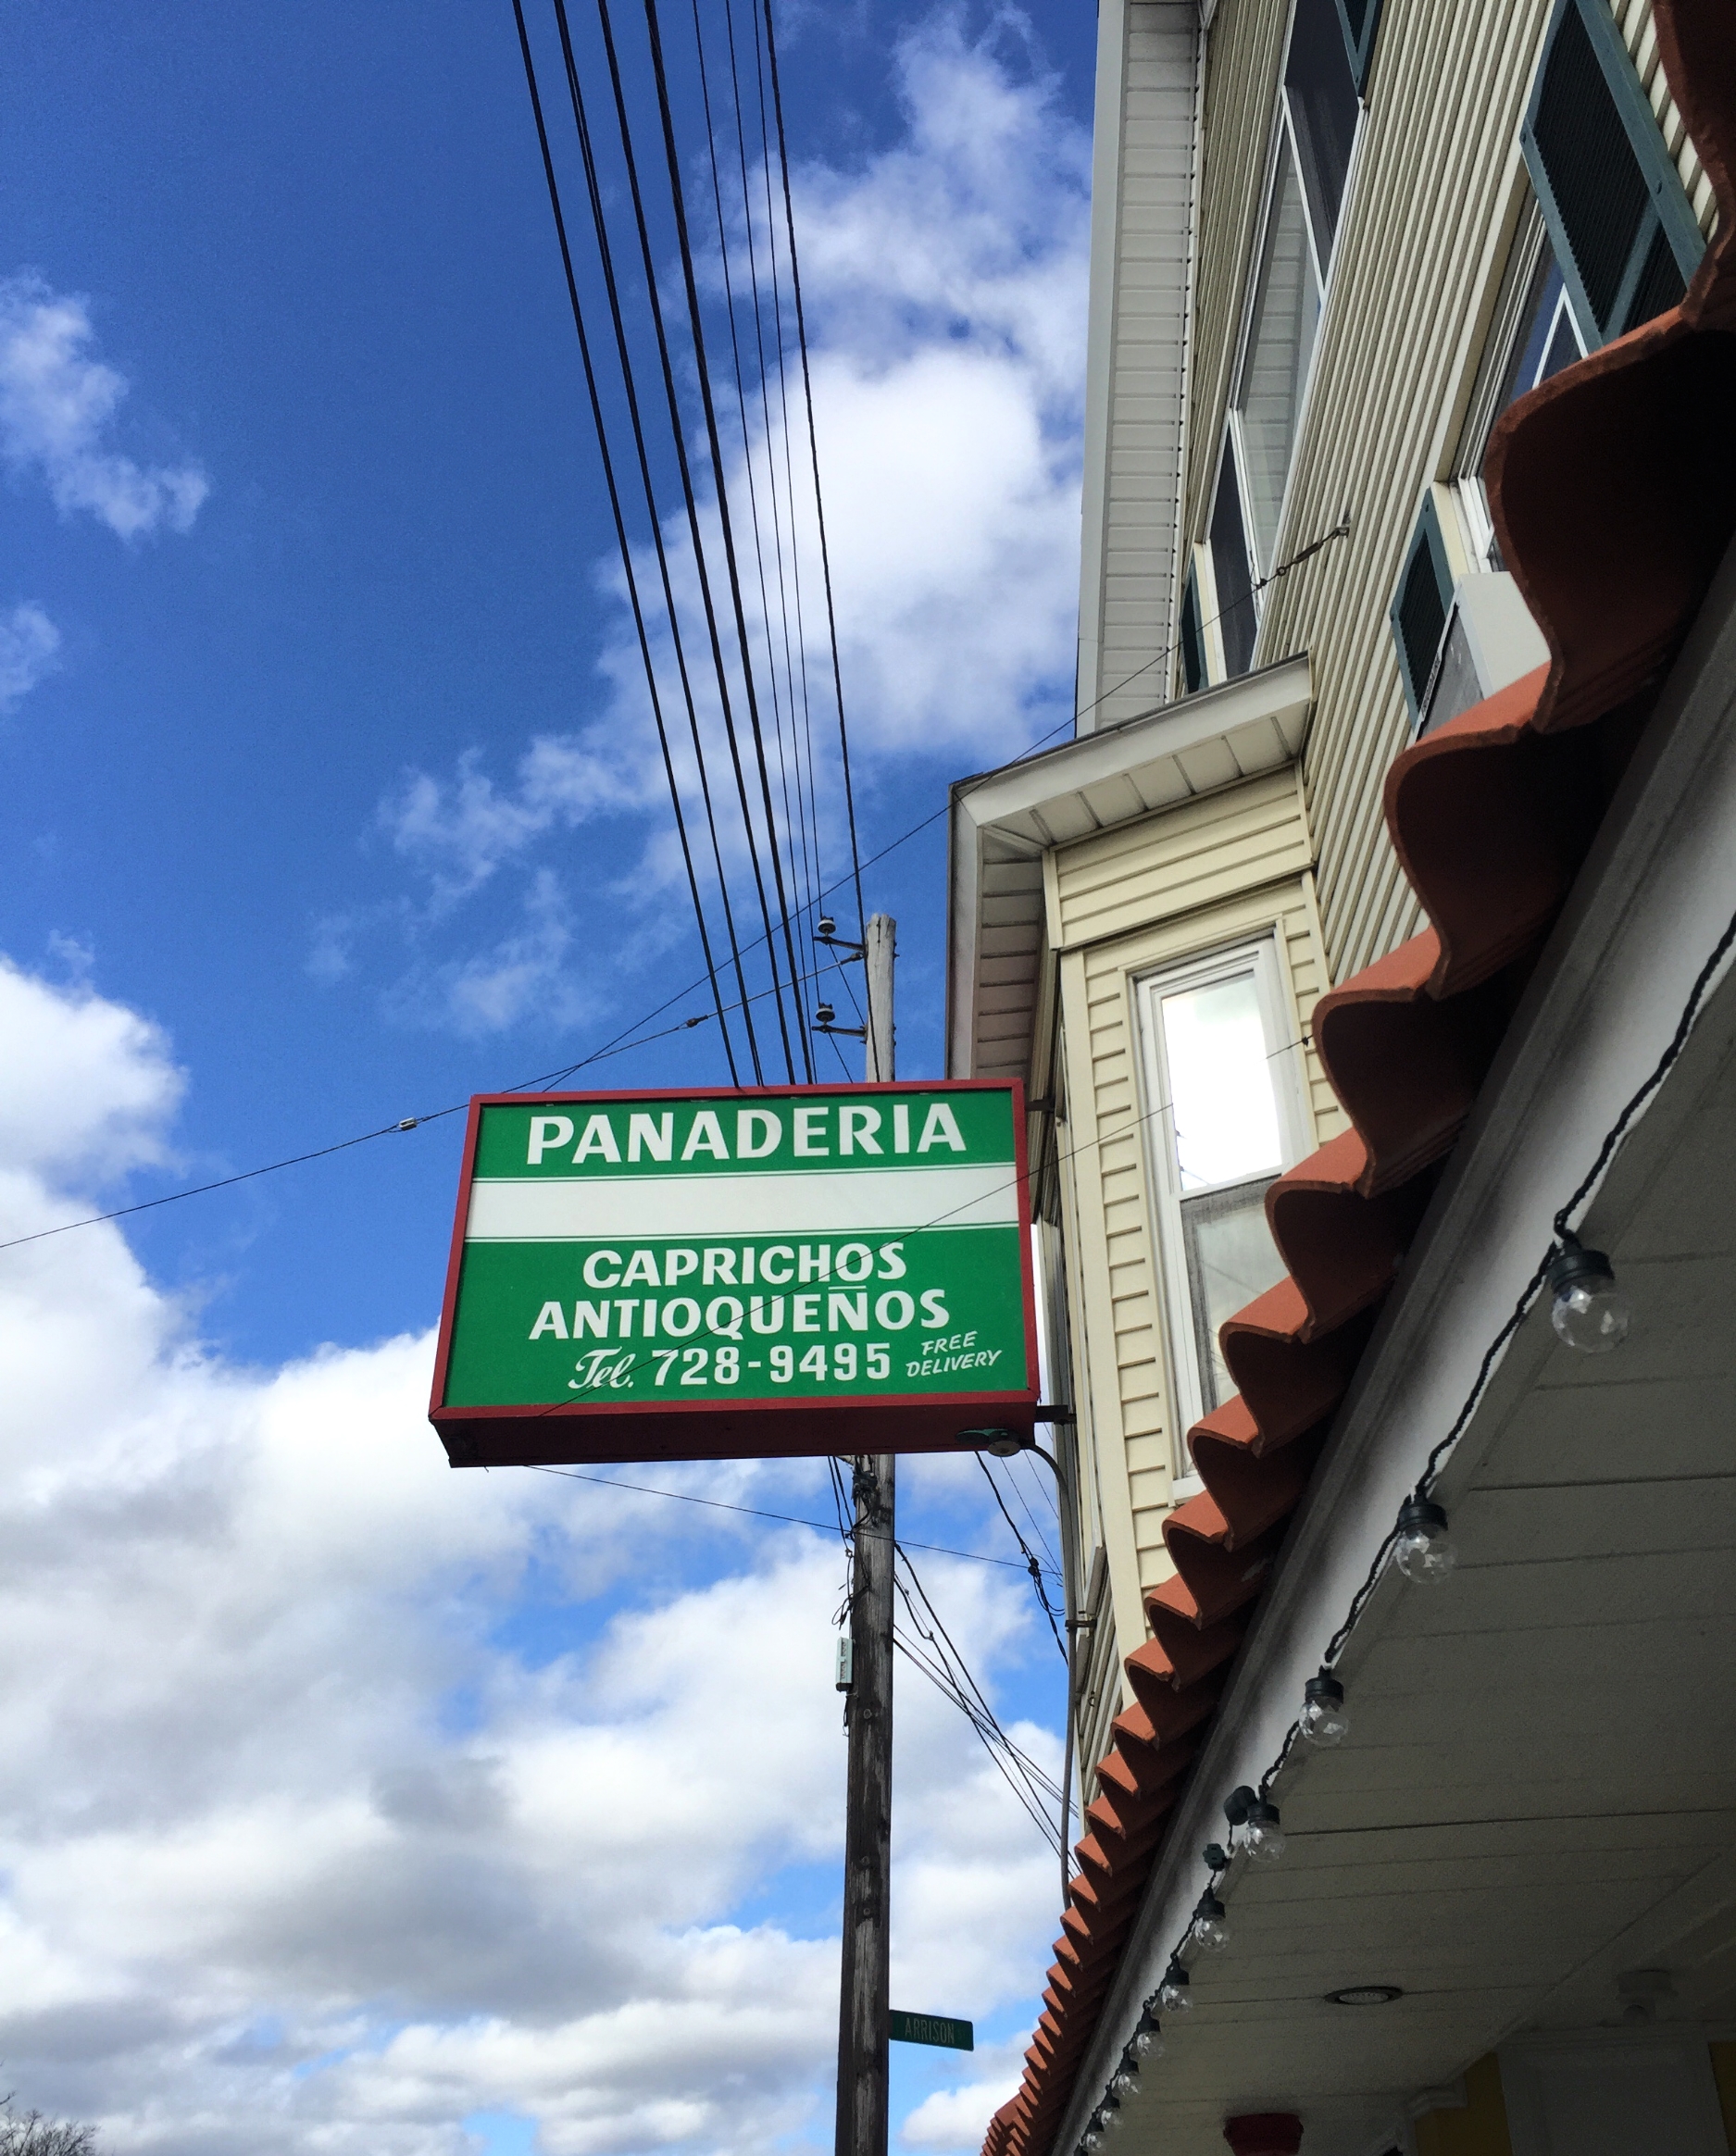 PANADERIA
CAPRICHOS
ANTIOQUEÑOS
Tel. 728-9495 FREE
DELIVERY
ARRISON